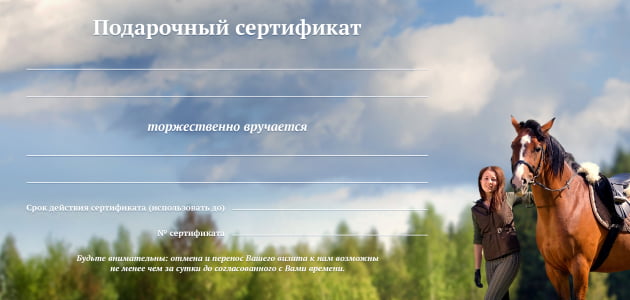 Подарочный сертификат
торжественно вручается
Срок действия сертификата (использовать до)
№ сертификата
Будьте внимательны: отмена и перенос Вашего визита к нам возможны
не менее чем за сутки до согласованного с Вами времени.